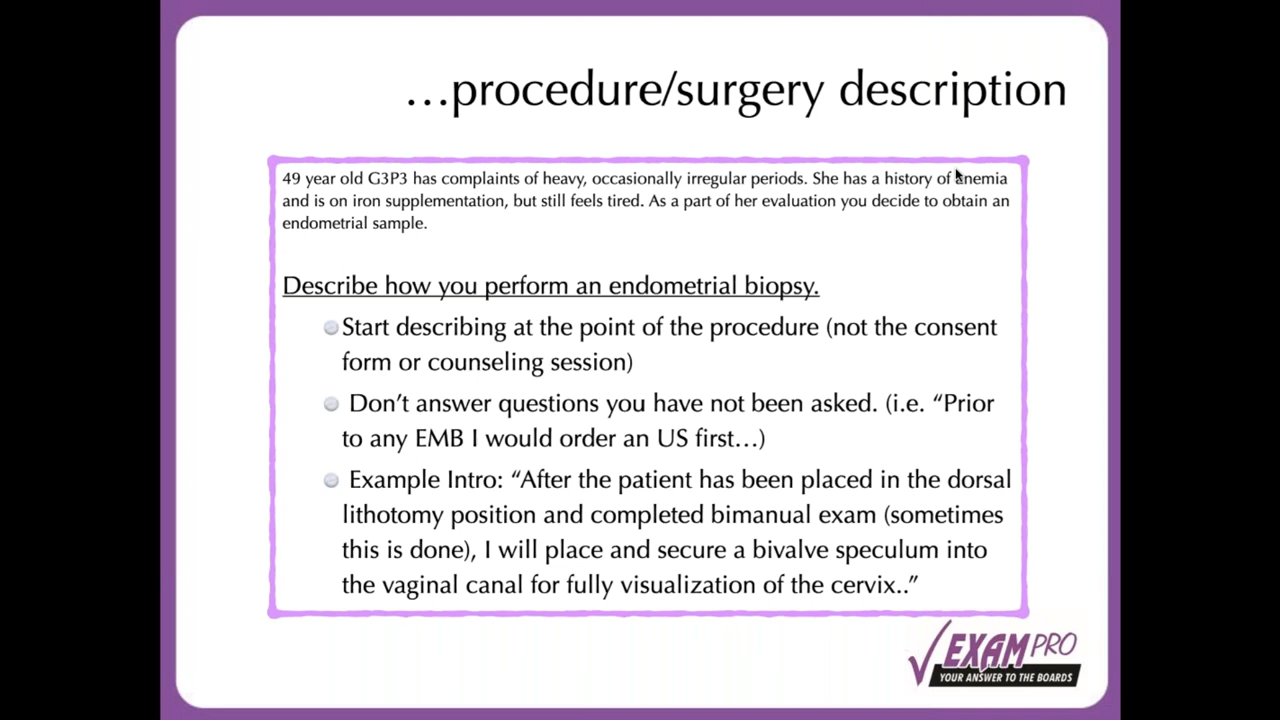 …procedure/surgery description
49 year old G3P3 has complaints of heavy, occasionally irregular periods. She has a history of anemia
and is on iron supplementation, but still feels tired. As a part of her evaluation you decide to obtain an
endometrial sample.
Describe how you perform an endometrial biopsy.
Start describing at the point of the procedure (not the consent
form or counseling session)
Don’t answer questions you have not been asked. (i.e. “Prior
to any EMB I would order an US first…)
Example Intro: “After the patient has been placed in the dorsal
lithotomy position and completed bimanual exam (sometimes
this is done), I will place and secure a bivalve speculum into
the vaginal canal for fully visualization of the cervix..”
EXAM PRO
YOUR ANSWER TO THE BOARDS